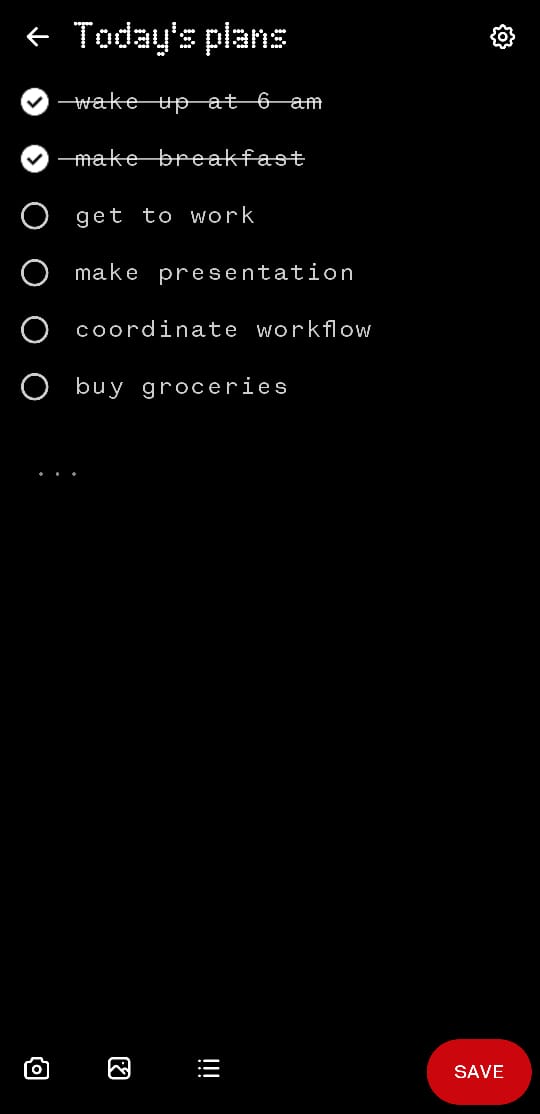 Today's plans
wake up at 6 am
make breakfast
get to work
make presentation
coordinate workflow
buy groceries
...
SAVE